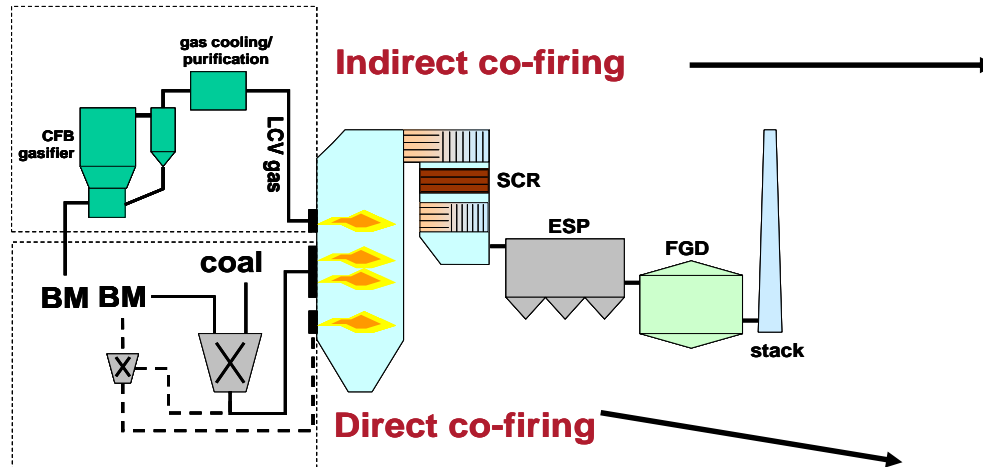 gas cooling/
purification
Indirect co-firing
CFB
gasifier
LCV gas
SCR
ESP
FGD
coal
BM BM
stack
Direct co-firing